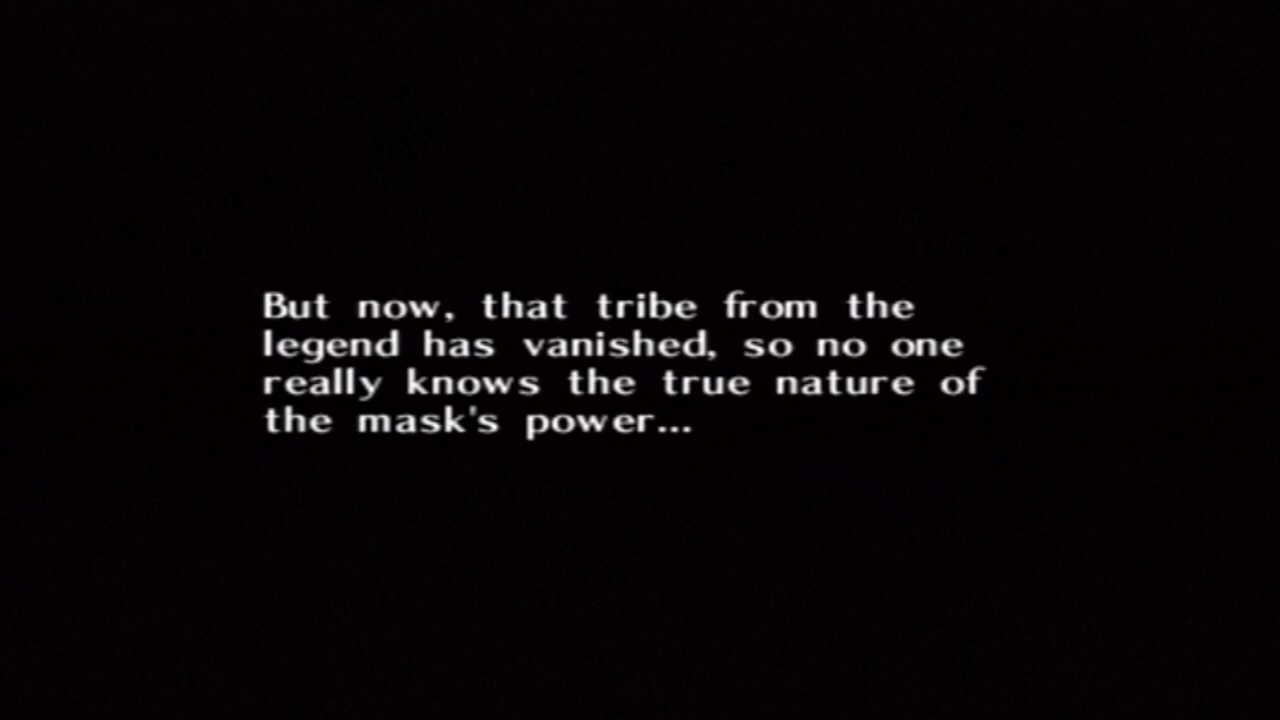 But now, that tribe from the
legend has vanished, so no one
really knows the true nature of
the mask's power...